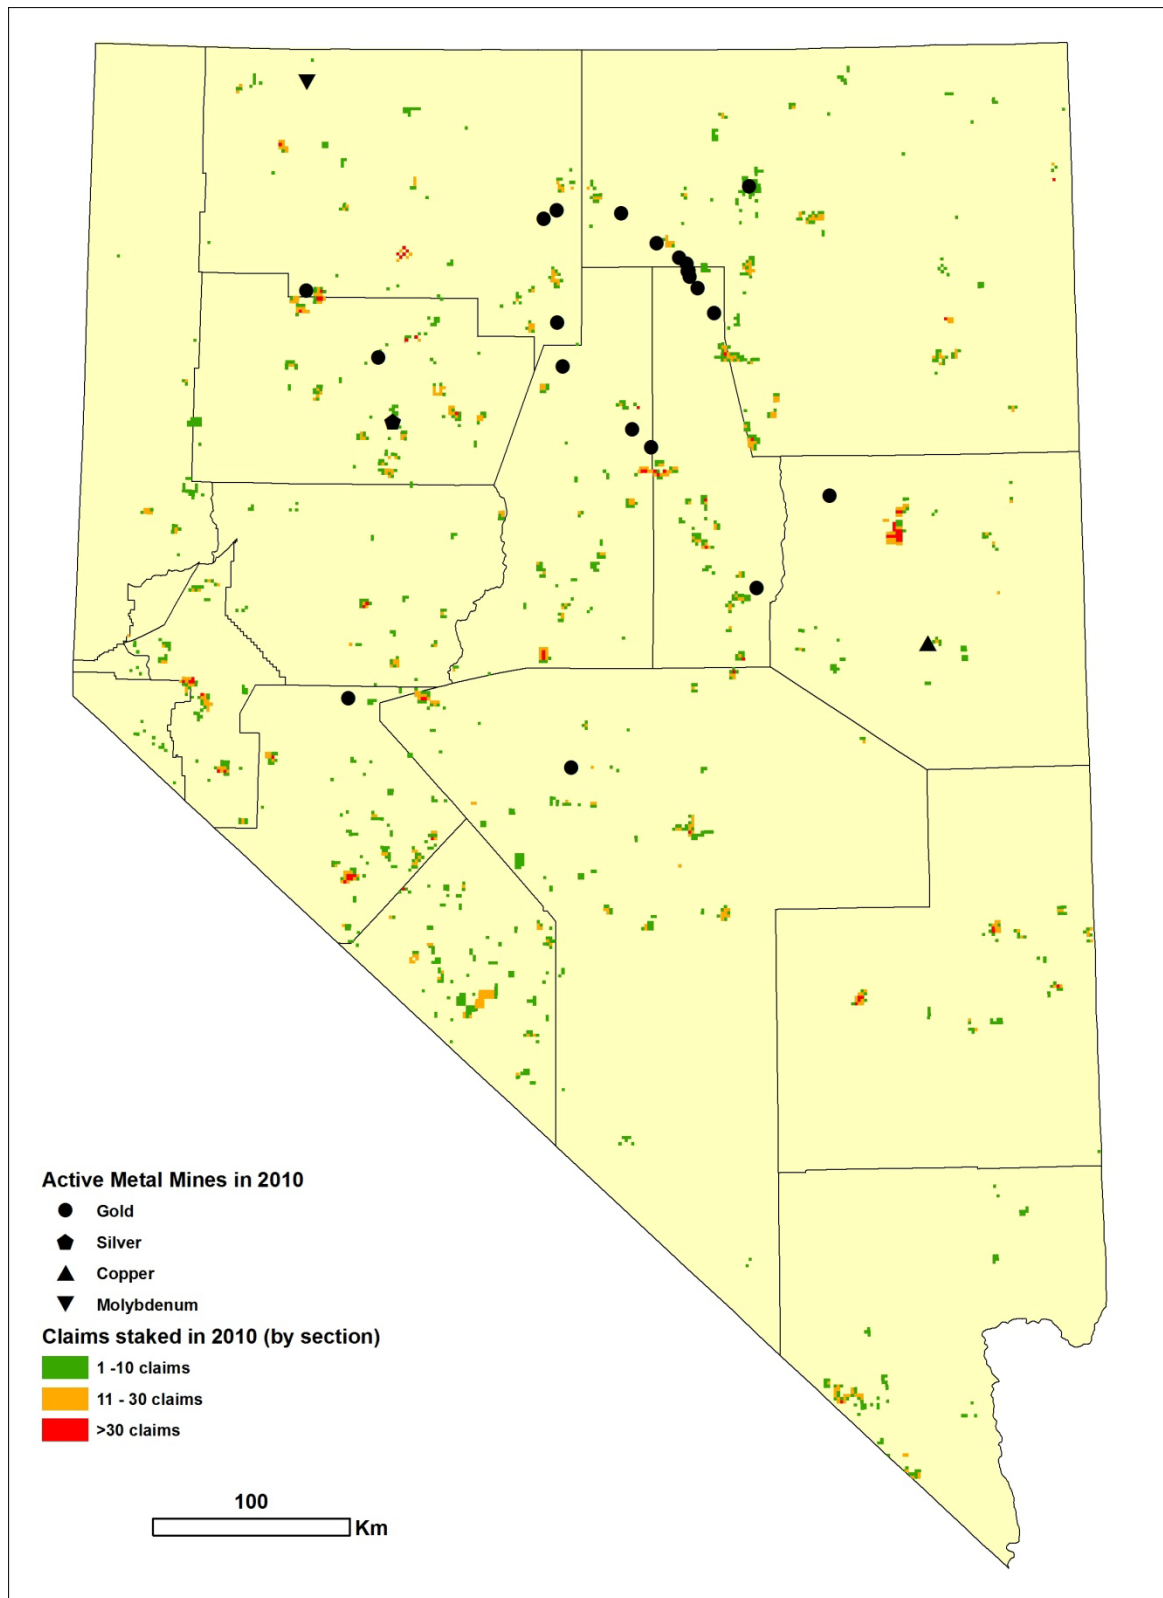 Active Metal Mines in 2010
Gold
Silver
Copper
Molybdenum
Claims staked in 2010 (by section)
1 -10 claims
11 - 30 claims
>30 claims
100
Km